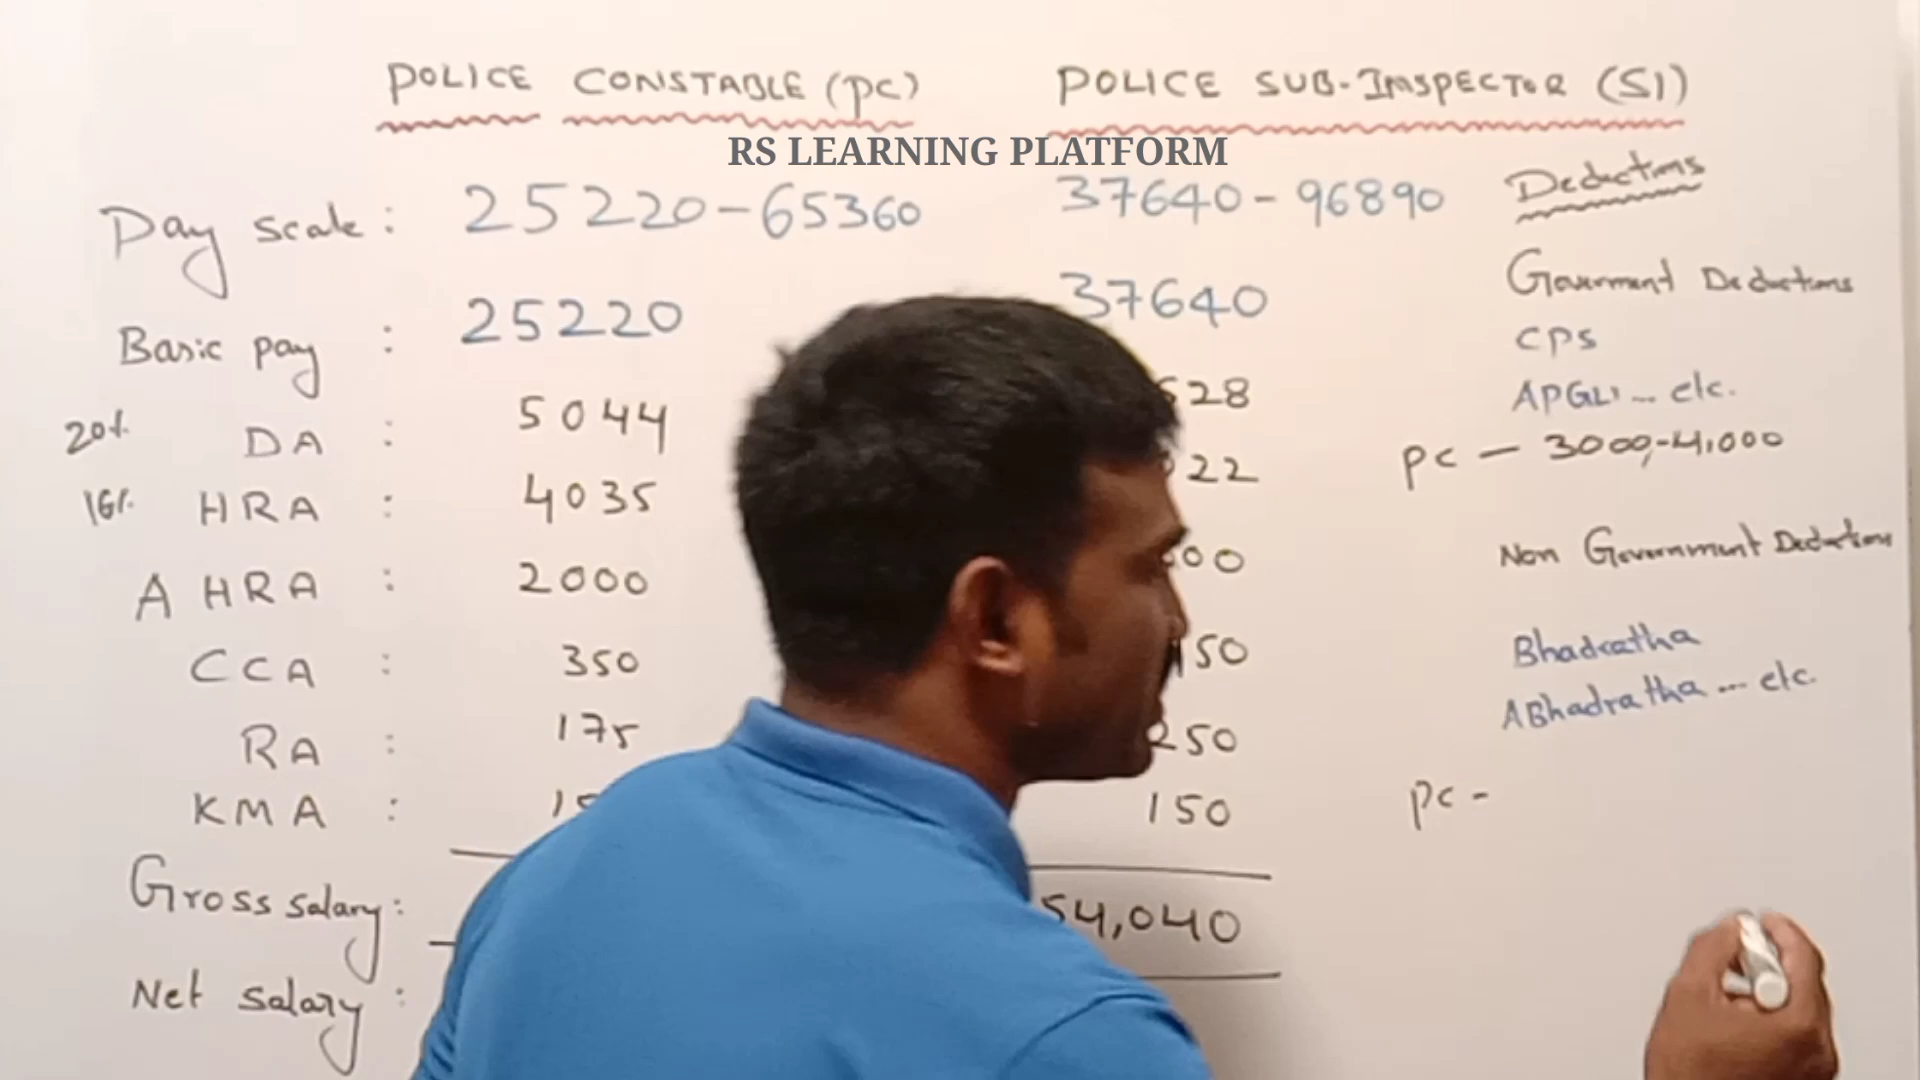 POLICE CONSTABLE (PC) POLICE SUB-INSPECTOR (SI)
RS LEARNING PLATFORM
Pay scale : 25220-65360 37640-96890 Deductions
Basic pay : 25220 37640 Government Deductions
CPS
20% DA : 5044 28 APGLI ... etc.
PC - 3000-4,000
16% HRA : 4035 22
A HRA : 2000 00 Non Government Deductions
CCA : 350 50 Bhadratha
ABhadratha ... etc.
RA : 175 250
KMA : 150 PC -
Gross salary : 54,040
Net salary :